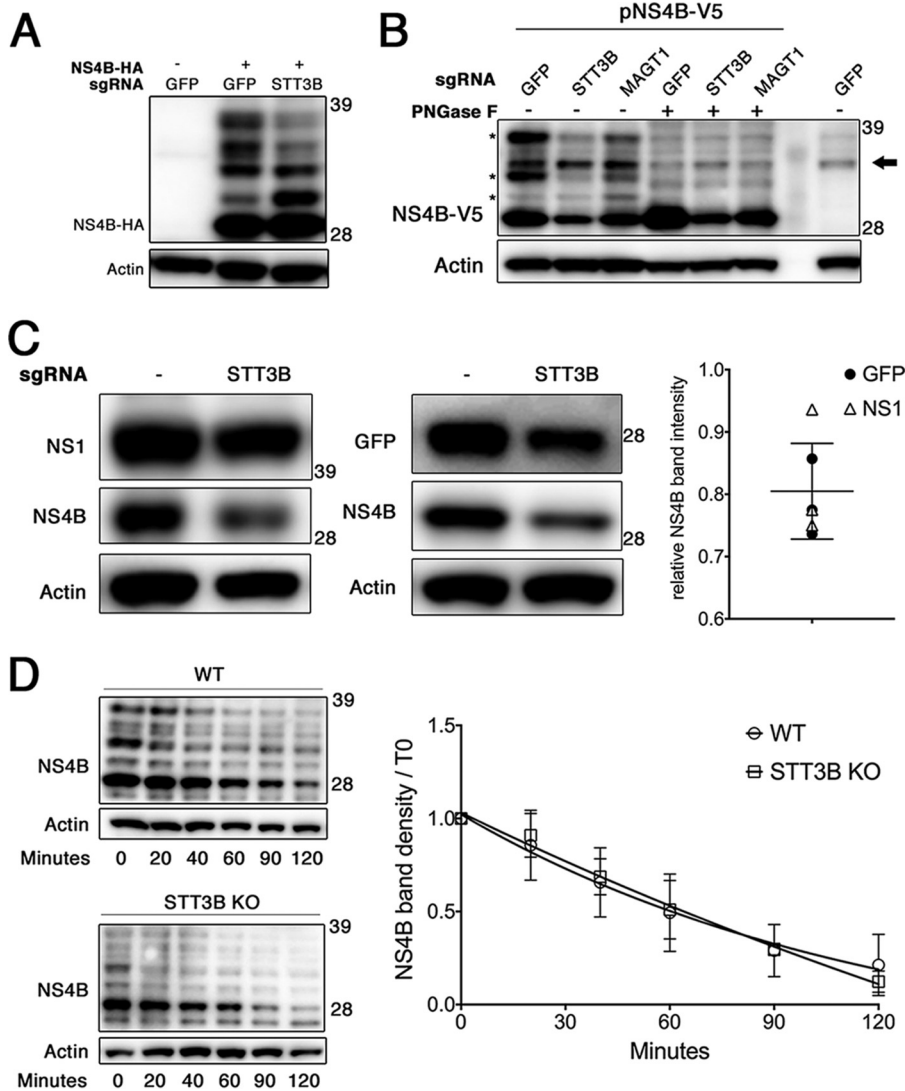 A
NS4B-HA - + +
sgRNA GFP GFP STT3B
39
NS4B-HA
28
Actin
B
pNS4B-V5
sgRNA GFP STT3B MAGT1 GFP STT3B MAGT1 GFP
PNGase F - - - + + + -
39
*
*
*
NS4B-V5
28
Actin
C
sgRNA - STT3B
NS1
39
NS4B
28
Actin
- STT3B
GFP
28
NS4B
28
Actin
relative NS4B band intensity
1.0
0.9
0.8
0.7
0.6
GFP
NS1
D
WT
39
NS4B
28
Actin
Minutes 0 20 40 60 90 120
STT3B KO
39
NS4B
28
Actin
Minutes 0 20 40 60 90 120
NS4B band density / T0
1.5
1.0
0.5
0.0
WT
STT3B KO
0 30 60 90 120
Minutes